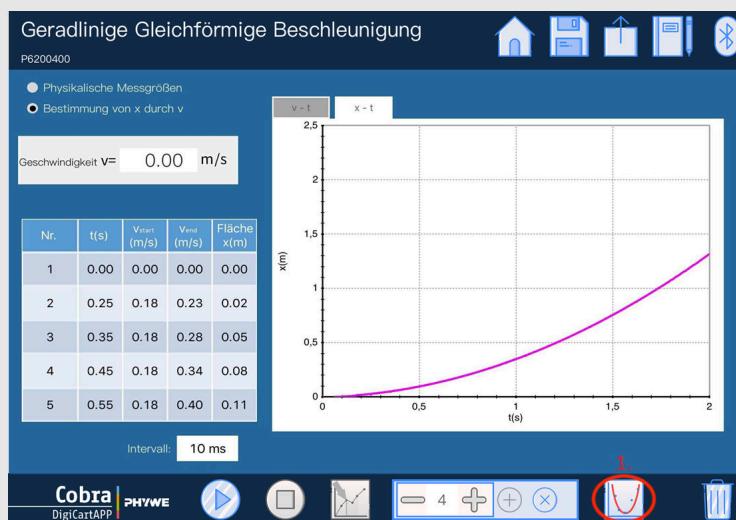 Geradlinige Gleichförmige Beschleunigung
P6200400
Physikalische Messgrößen
Bestimmung von x durch v
Geschwindigkeit v= 0.00 m/s
Nr. t(s) Vstart (m/s) Vend (m/s) Fläche x(m)
1 0.00 0.00 0.00 0.00
2 0.25 0.18 0.23 0.02
3 0.35 0.18 0.28 0.05
4 0.45 0.18 0.34 0.08
5 0.55 0.18 0.40 0.11
Intervall: 10 ms
v - t x - t
2,5
2
1,5
1
0,5
0
x(m)
0 0,5 1 1,5 2
t(s)
Cobra PHYWE
DigiCartAPP
4
1.